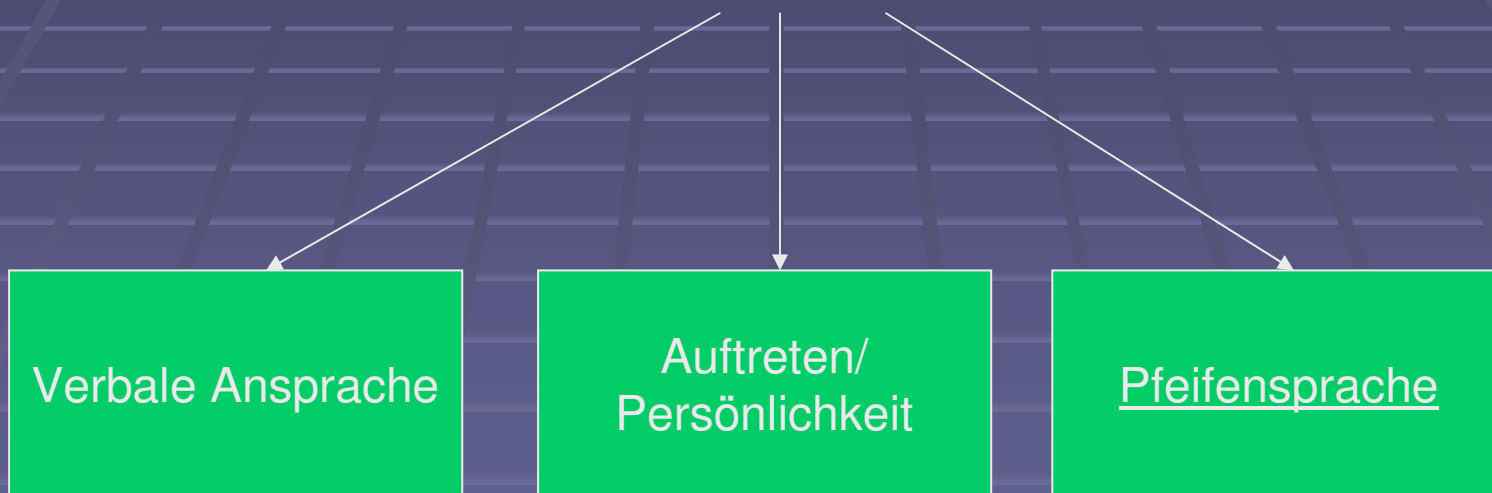 Verbale Ansprache
Auftreten/
Persönlichkeit
Pfeifensprache